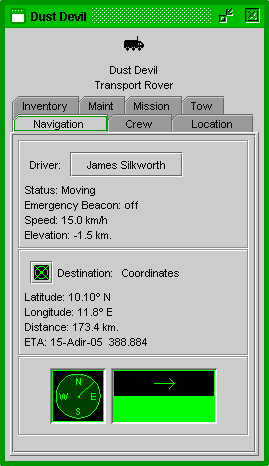 Dust Devil
Dust Devil
Transport Rover
Inventory Maint Mission Tow
Navigation Crew Location
Driver: James Silkworth
Status: Moving
Emergency Beacon: off
Speed: 15.0 km/h
Elevation: -1.5 km.
Destination: Coordinates
Latitude: 10.10° N
Longitude: 11.8° E
Distance: 173.4 km.
ETA: 15-Adir-05 388.884
N
W E
S